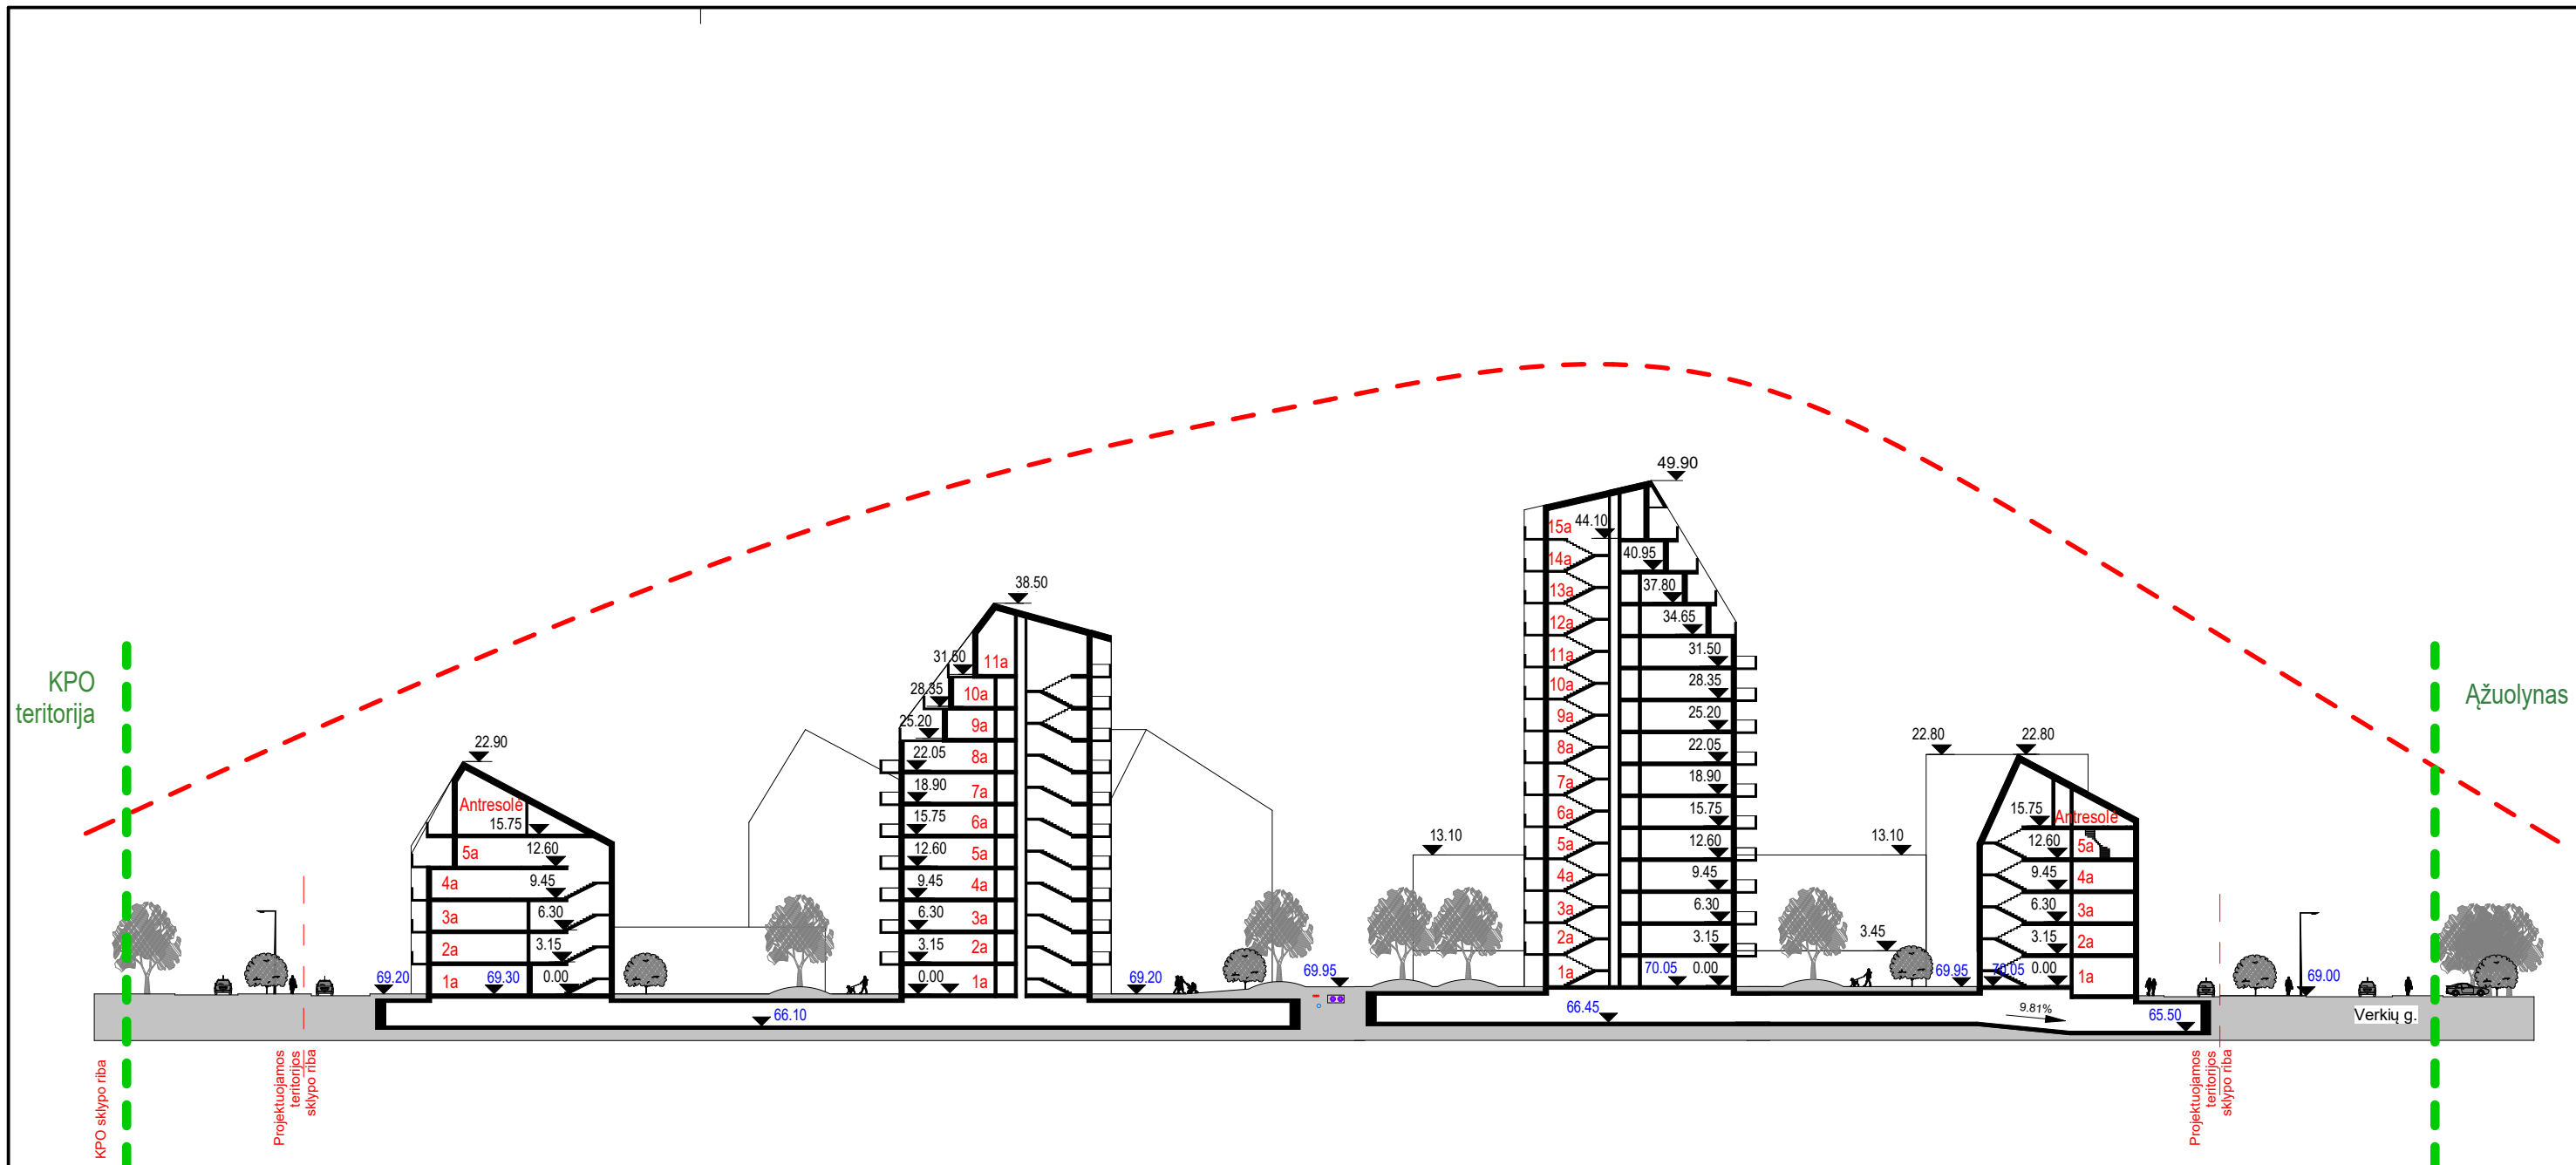 KPO
teritorija
Ąžuolynas
22.90
Antresolė
15.75
5a
12.60
4a
9.45
3a
6.30
2a
3.15
1a
69.30
0.00
69.20
38.50
31.50
11a
28.35
10a
25.20
9a
22.05
8a
18.90
7a
15.75
6a
12.60
5a
9.45
4a
6.30
3a
3.15
2a
0.00
1a
69.20
66.10
69.95
13.10
49.90
15a
44.10
14a
40.95
13a
37.80
12a
34.65
11a
31.50
10a
28.35
9a
25.20
8a
22.05
7a
18.90
6a
15.75
5a
12.60
4a
9.45
3a
6.30
2a
3.15
1a
70.05
0.00
66.45
13.10
3.45
22.80
22.80
15.75
Antresolė
12.60
5a
9.45
4a
6.30
3a
3.15
2a
69.95
70.05
0.00
1a
9.81%
65.50
69.00
Verkių g.
KPO sklypo riba
Projektuojamos
teritorijos
sklypo riba
Projektuojamos
teritorijos
sklypo riba